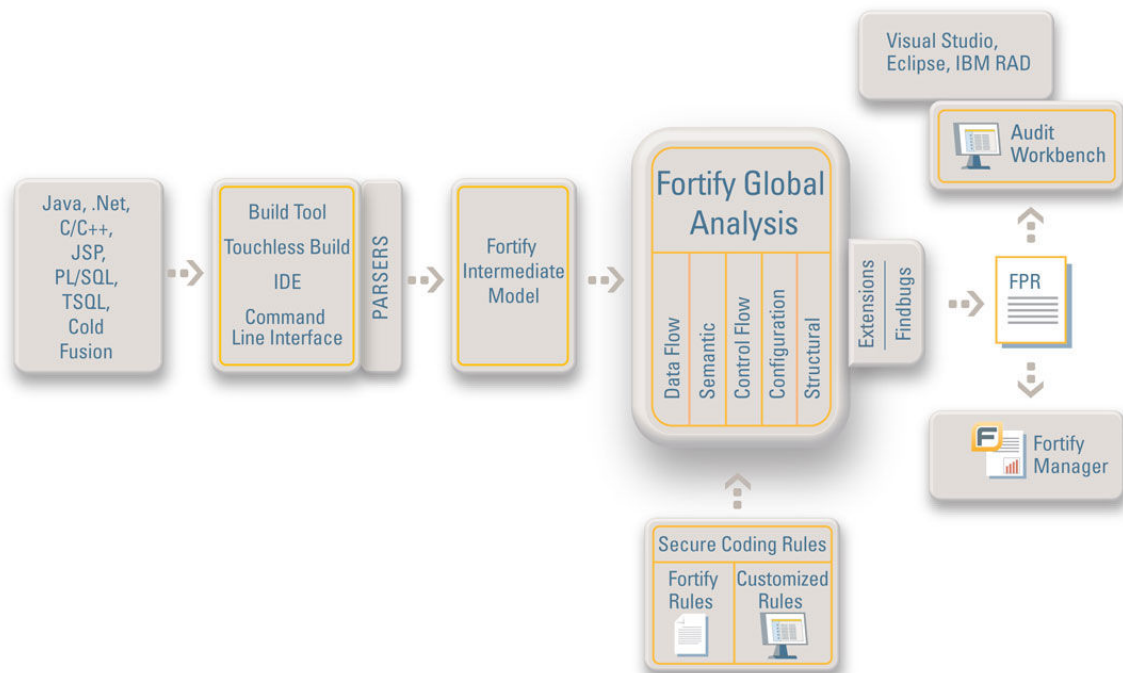 Java, .Net,
C/C++,
JSP,
PL/SQL,
TSQL,
Cold
Fusion
Build Tool
Touchless Build
IDE
Command
Line Interface
PARSERS
Fortify
Intermediate
Model
Fortify Global
Analysis
Data Flow
Semantic
Control Flow
Configuration
Structural
Extensions
Findbugs
Secure Coding Rules
Fortify
Rules
Customized
Rules
FPR
Visual Studio,
Eclipse, IBM RAD
Audit
Workbench
F
Fortify
Manager